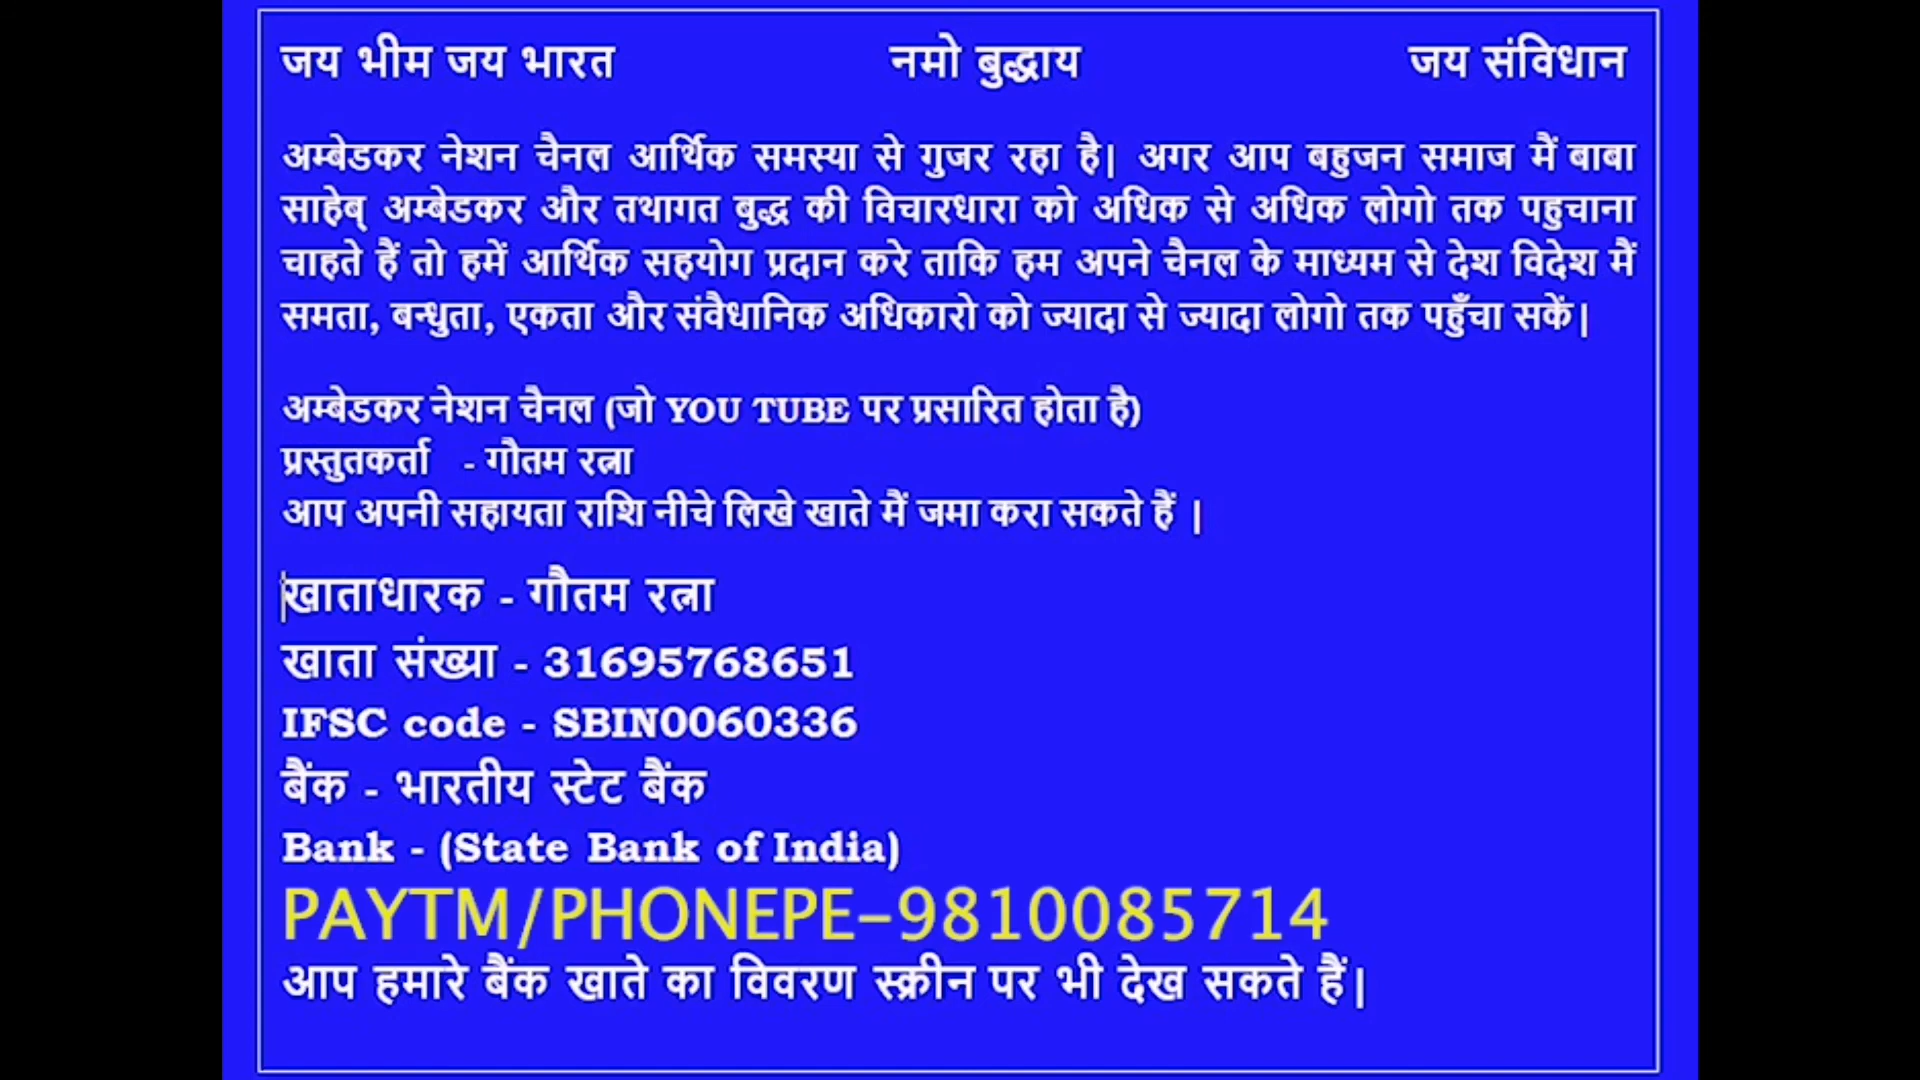 जय भीम जय भारत नमो बुद्धाय जय संविधान
अम्बेडकर नेशन चैनल आर्थिक समस्या से गुजर रहा है| अगर आप बहुजन समाज मैं बाबा
साहेब् अम्बेडकर और तथागत बुद्ध की विचारधारा को अधिक से अधिक लोगो तक पहुचाना
चाहते हैं तो हमें आर्थिक सहयोग प्रदान करे ताकि हम अपने चैनल के माध्यम से देश विदेश मैं
समता, बन्धुता, एकता और संवैधानिक अधिकारो को ज्यादा से ज्यादा लोगो तक पहुँचा सकें|
अम्बेडकर नेशन चैनल (जो YOU TUBE पर प्रसारित होता है)
प्रस्तुतकर्ता - गौतम रत्ना
आप अपनी सहायता राशि नीचे लिखे खाते मैं जमा करा सकते हैं |
खाताधारक - गौतम रत्ना
खाता संख्या - 31695768651
IFSC code - SBIN0060336
बैंक - भारतीय स्टेट बैंक
Bank - (State Bank of India)
PAYTM/PHONEPE-9810085714
आप हमारे बैंक खाते का विवरण स्क्रीन पर भी देख सकते हैं|